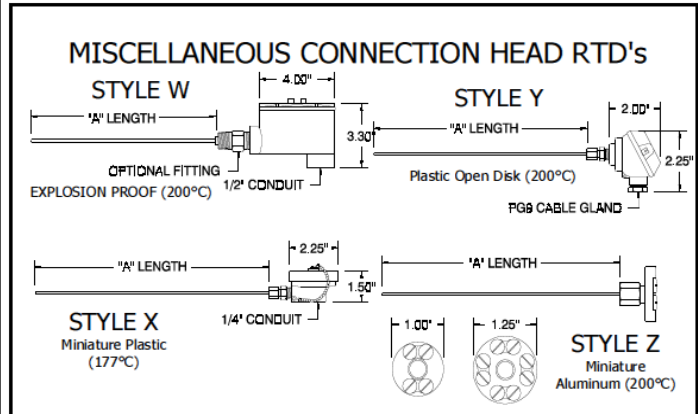 MISCELLANEOUS CONNECTION HEAD RTD's
STYLE W
4.00"
"A" LENGTH
3.30"
OPTIONAL FITTING
EXPLOSION PROOF (200°C)
1/2" CONDUIT
STYLE Y
2.00"
"A" LENGTH
2.25"
Plastic Open Disk (200°C)
PG9 CABLE GLAND
2.25"
"A" LENGTH
1.50"
STYLE X
1/4" CONDUIT
Miniature Plastic
(177°C)
"A" LENGTH
1.00"
1.25"
STYLE Z
Miniature
Aluminum (200°C)